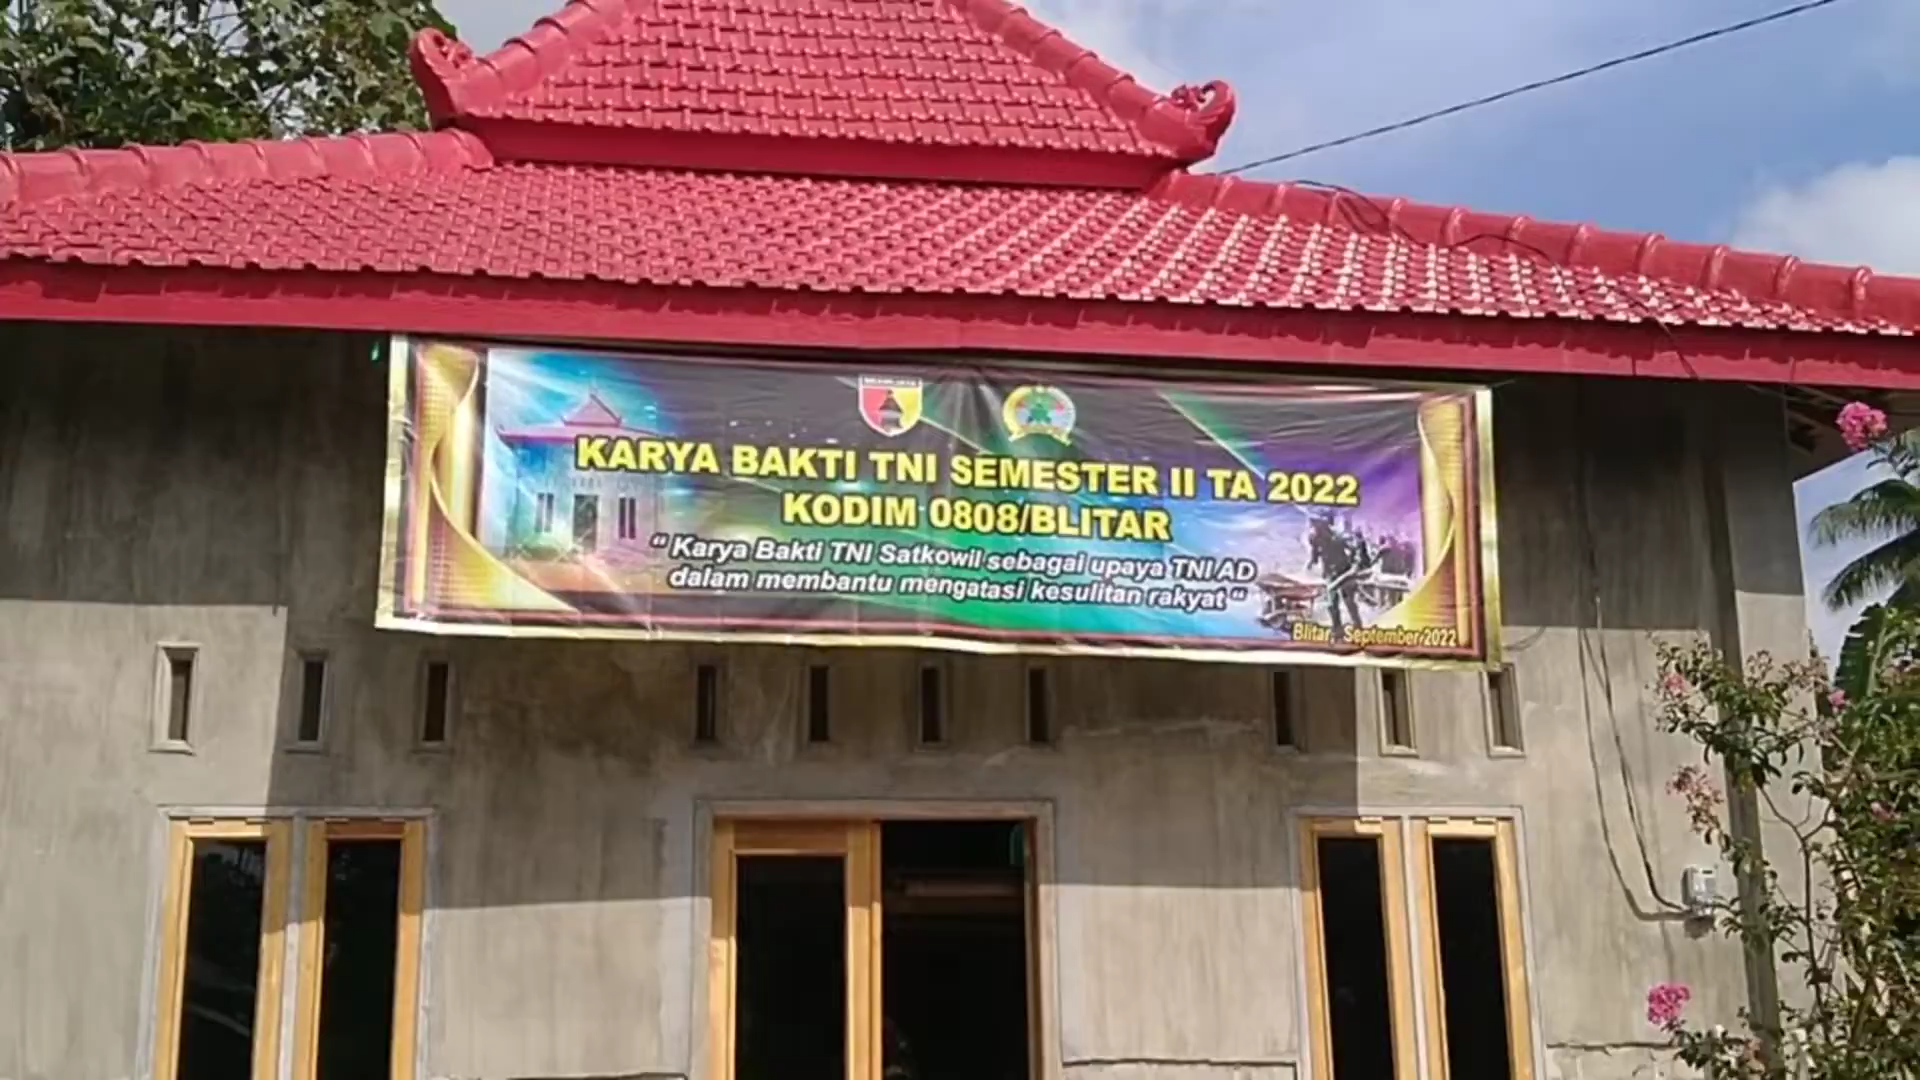 KARYA BAKTI TNI SEMESTER II TA 2022
KODIM 0808/BLITAR
“ Karya Bakti TNI Satkowil sebagai upaya TNI AD
dalam membantu mengatasi kesulitan rakyat “
Blitar, September 2022